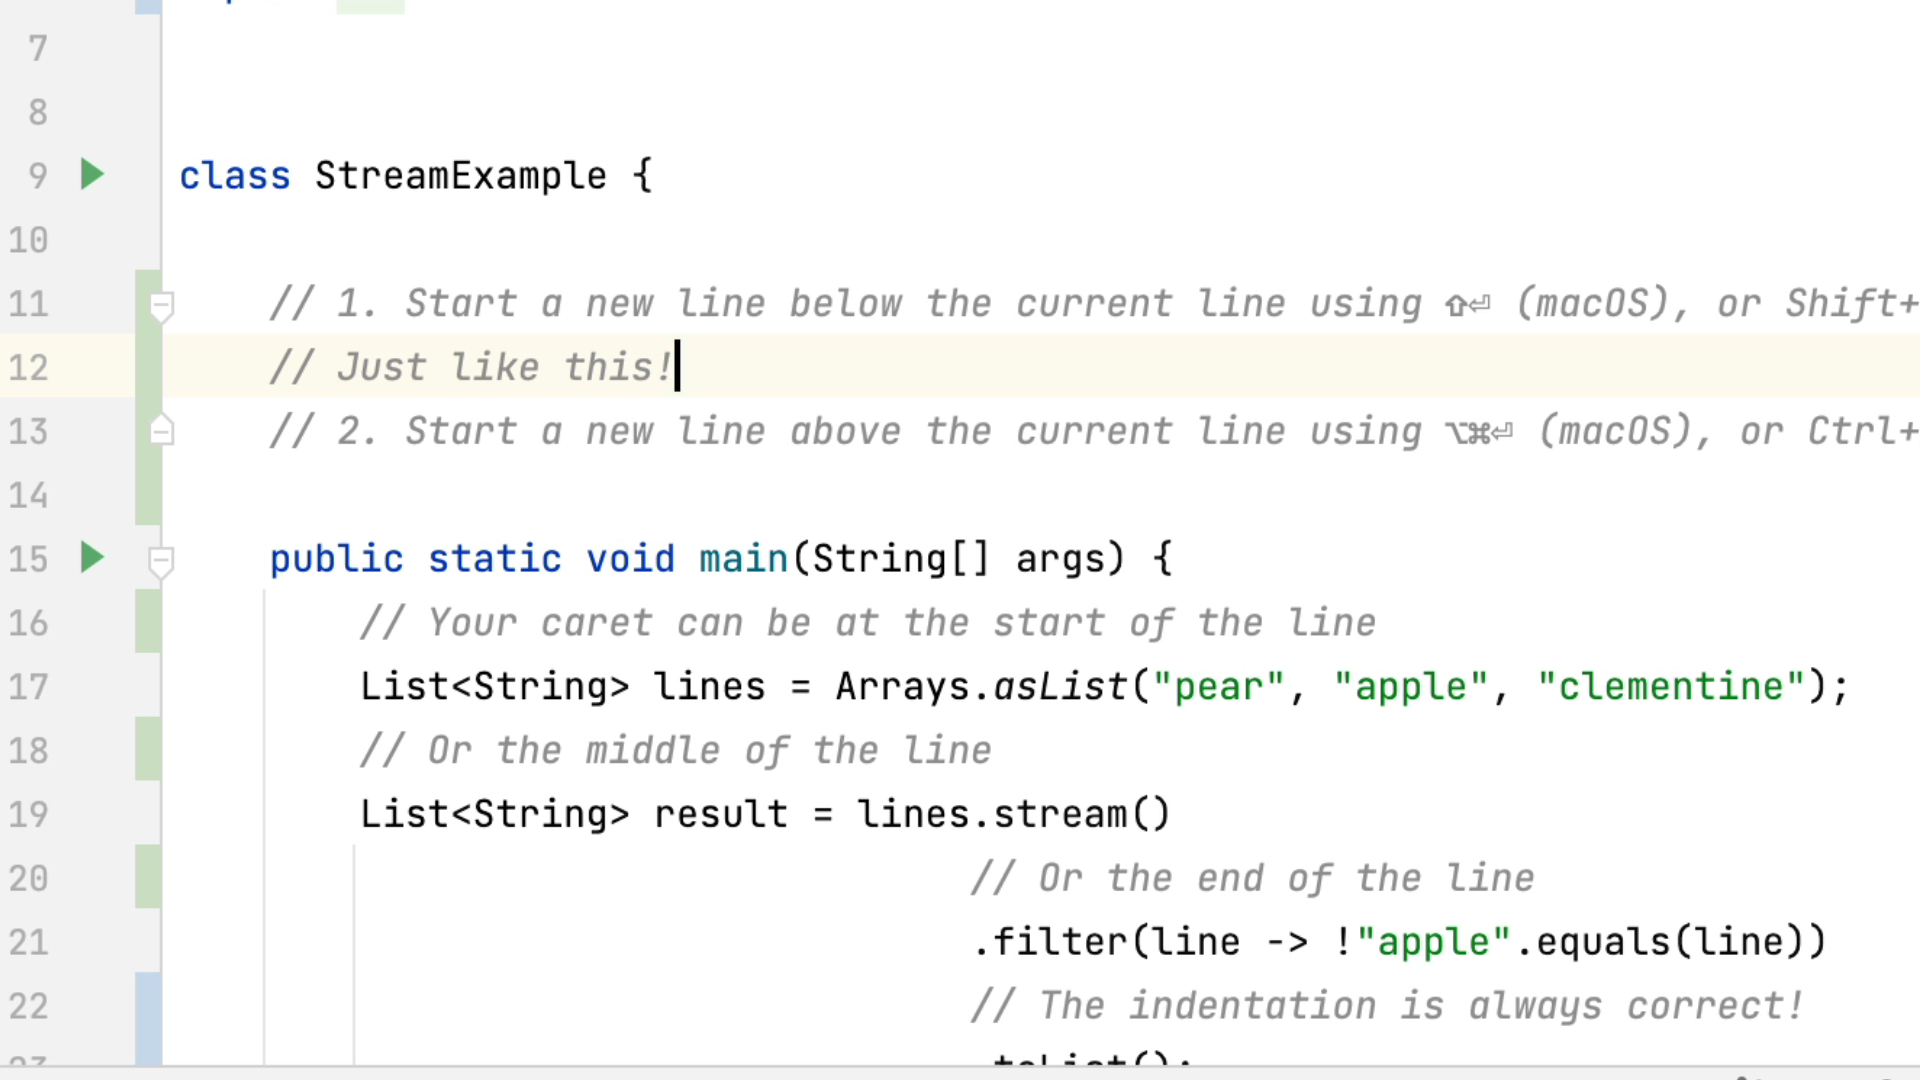 7
8
9 class StreamExample {
10
11 // 1. Start a new line below the current line using ⇧⏎ (macOS), or Shift+
12 // Just like this!
13 // 2. Start a new line above the current line using ⌥⌘⏎ (macOS), or Ctrl+
14
15 public static void main(String[] args) {
16 // Your caret can be at the start of the line
17 List<String> lines = Arrays.asList("pear", "apple", "clementine");
18 // Or the middle of the line
19 List<String> result = lines.stream()
20 // Or the end of the line
21 .filter(line -> !"apple".equals(line))
22 // The indentation is always correct!
23 .toList();